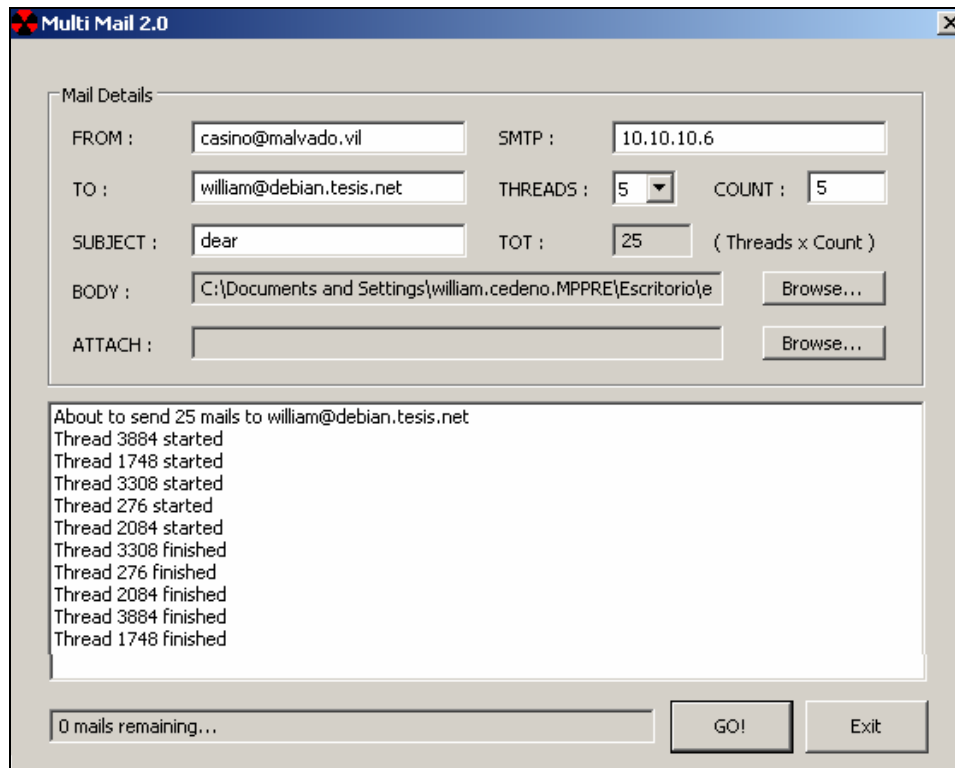 Multi Mail 2.0
Mail Details
FROM : casino@malvado.vil SMTP : 10.10.10.6
TO : william@debian.tesis.net THREADS : 5 COUNT : 5
SUBJECT : dear TOT : 25 ( Threads x Count )
BODY : C:\Documents and Settings\william.cedeno.MPPRE\Escritorio\e Browse...
ATTACH : Browse...
About to send 25 mails to william@debian.tesis.net
Thread 3884 started
Thread 1748 started
Thread 3308 started
Thread 276 started
Thread 2084 started
Thread 3308 finished
Thread 276 finished
Thread 2084 finished
Thread 3884 finished
Thread 1748 finished
0 mails remaining... GO! Exit